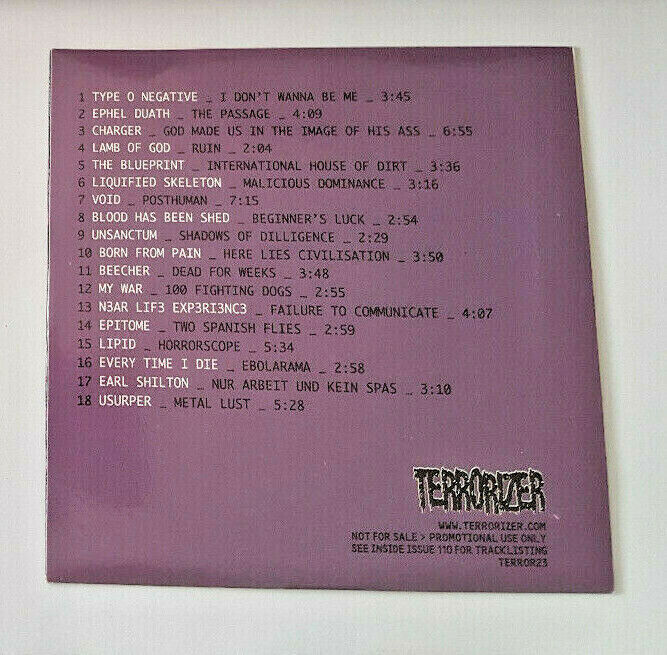 1 TYPE O NEGATIVE _ I DON'T WANNA BE ME _ 3:45
2 EPHEL DUATH _ THE PASSAGE _ 4:09
3 CHARGER _ GOD MADE US IN THE IMAGE OF HIS ASS _ 6:55
4 LAMB OF GOD _ RUIN _ 2:04
5 THE BLUEPRINT _ INTERNATIONAL HOUSE OF DIRT _ 3:36
6 LIQUIFIED SKELETON _ MALICIOUS DOMINANCE _ 3:16
7 VOID _ POSTHUMAN _ 7:15
8 BLOOD HAS BEEN SHED _ BEGINNER'S LUCK _ 2:54
9 UNSANCTUM _ SHADOWS OF DILLIGENCE _ 2:29
10 BORN FROM PAIN _ HERE LIES CIVILISATION _ 3:50
11 BEECHER _ DEAD FOR WEEKS _ 3:48
12 MY WAR _ 100 FIGHTING DOGS _ 2:55
13 N3AR LIF3 EXP3RI3NC3 _ FAILURE TO COMMUNICATE _ 4:07
14 EPITOME _ TWO SPANISH FLIES _ 2:59
15 LIPID _ HORRORSCOPE _ 5:34
16 EVERY TIME I DIE _ EBOLARAMA _ 2:58
17 EARL SHILTON _ NUR ARBEIT UND KEIN SPAS _ 3:10
18 USURPER _ METAL LUST _ 5:28
TERRORIZER
WWW.TERRORIZER.COM
NOT FOR SALE > PROMOTIONAL USE ONLY
SEE INSIDE ISSUE 110 FOR TRACKLISTING
TERROR23